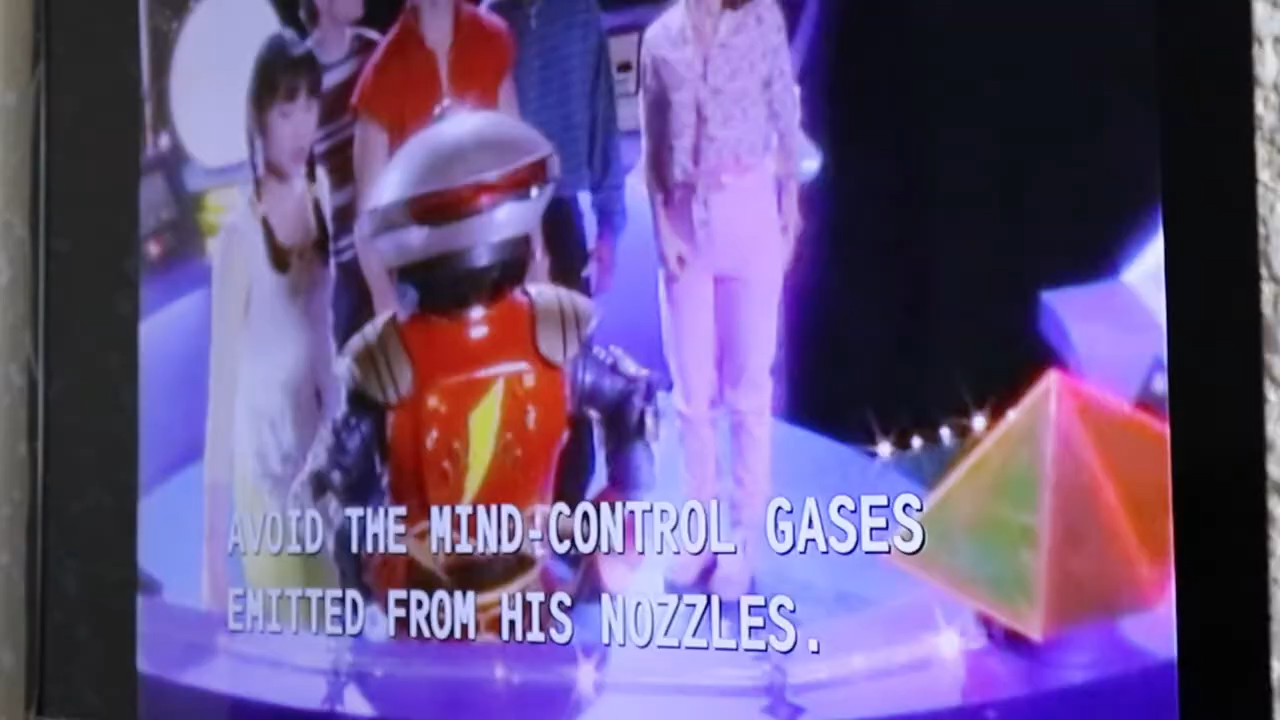 AVOID THE MIND-CONTROL GASES
EMITTED FROM HIS NOZZLES.